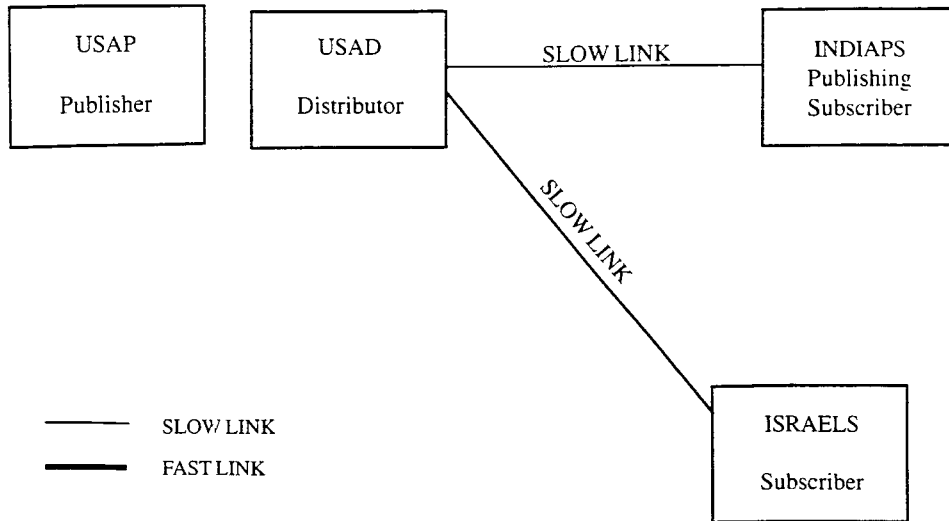 USAP
Publisher
USAD
Distributor
SLOW LINK
INDIAPS
Publishing
Subscriber
SLOW LINK
ISRAELS
Subscriber
SLOW LINK
FAST LINK